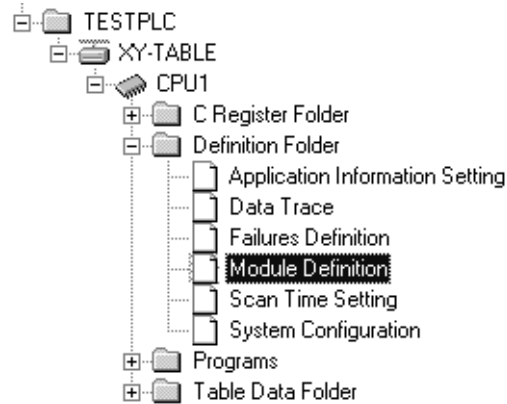 TESTPLC
XY-TABLE
CPU1
C Register Folder
Definition Folder
Application Information Setting
Data Trace
Failures Definition
Module Definition
Scan Time Setting
System Configuration
Programs
Table Data Folder